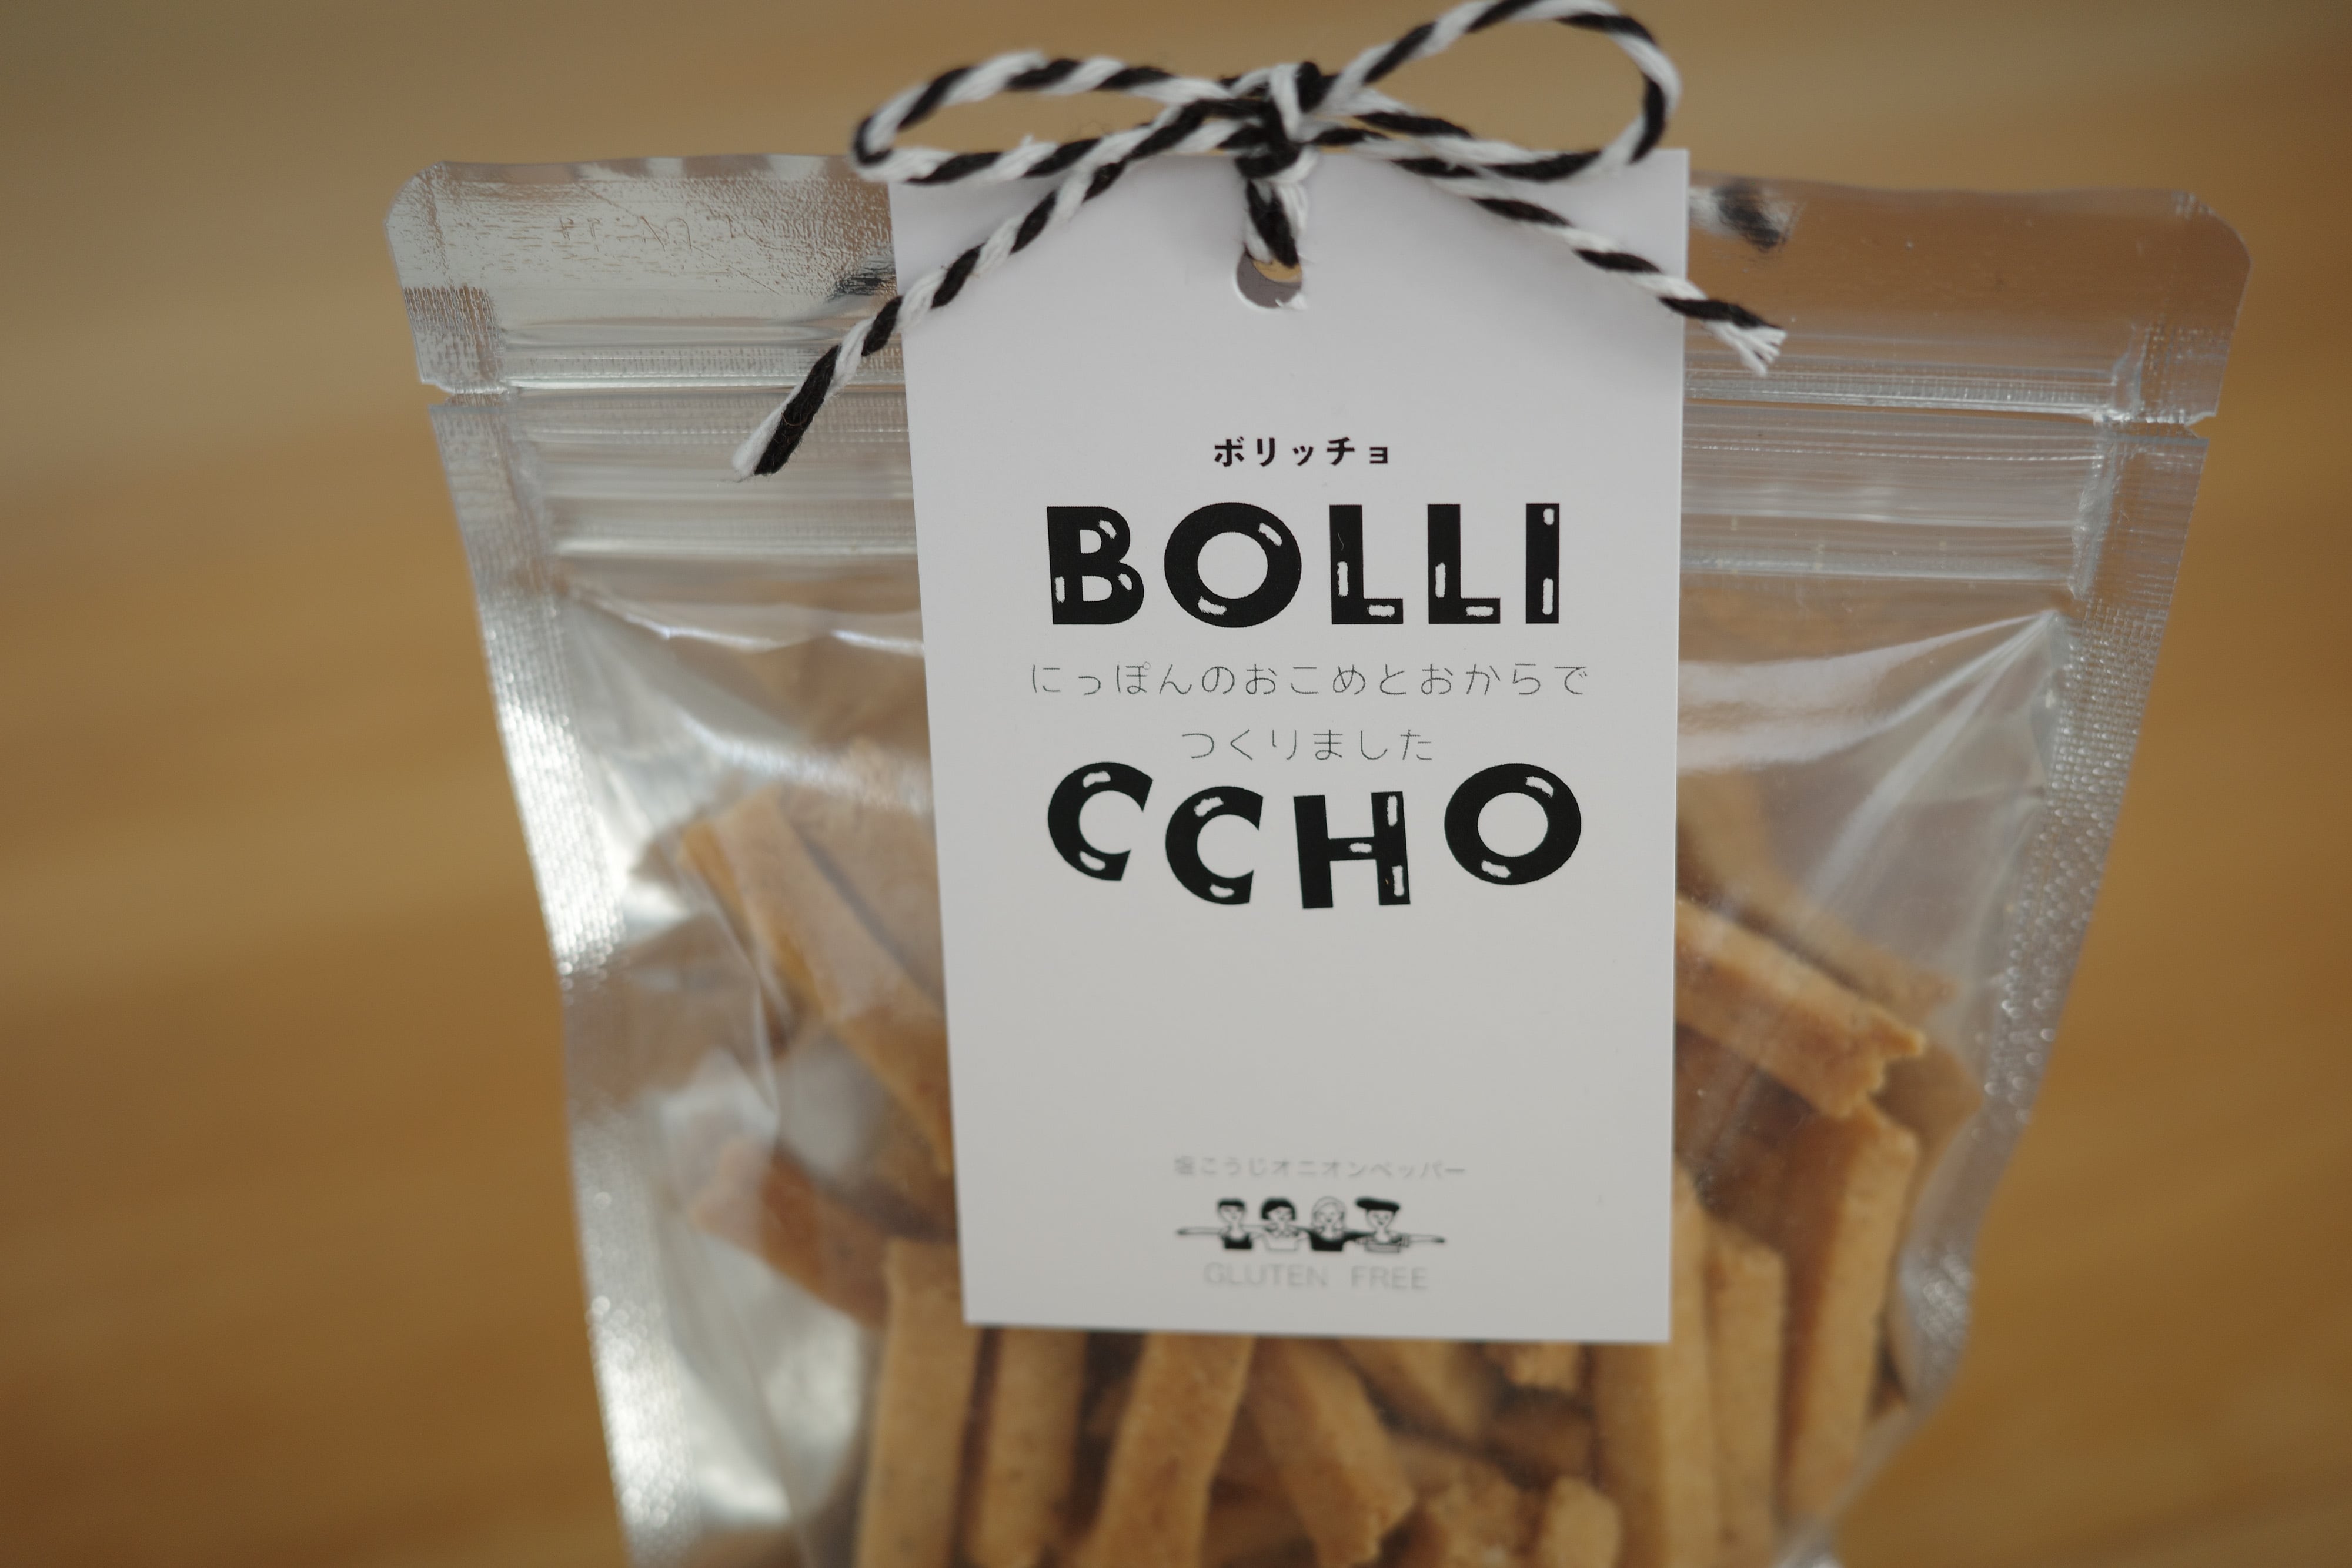 ボリッチョ
BOLLI
にっぽんのおこめとおからで
つくりました
CCHO
塩こうじオニオンペッパー
GLUTEN FREE